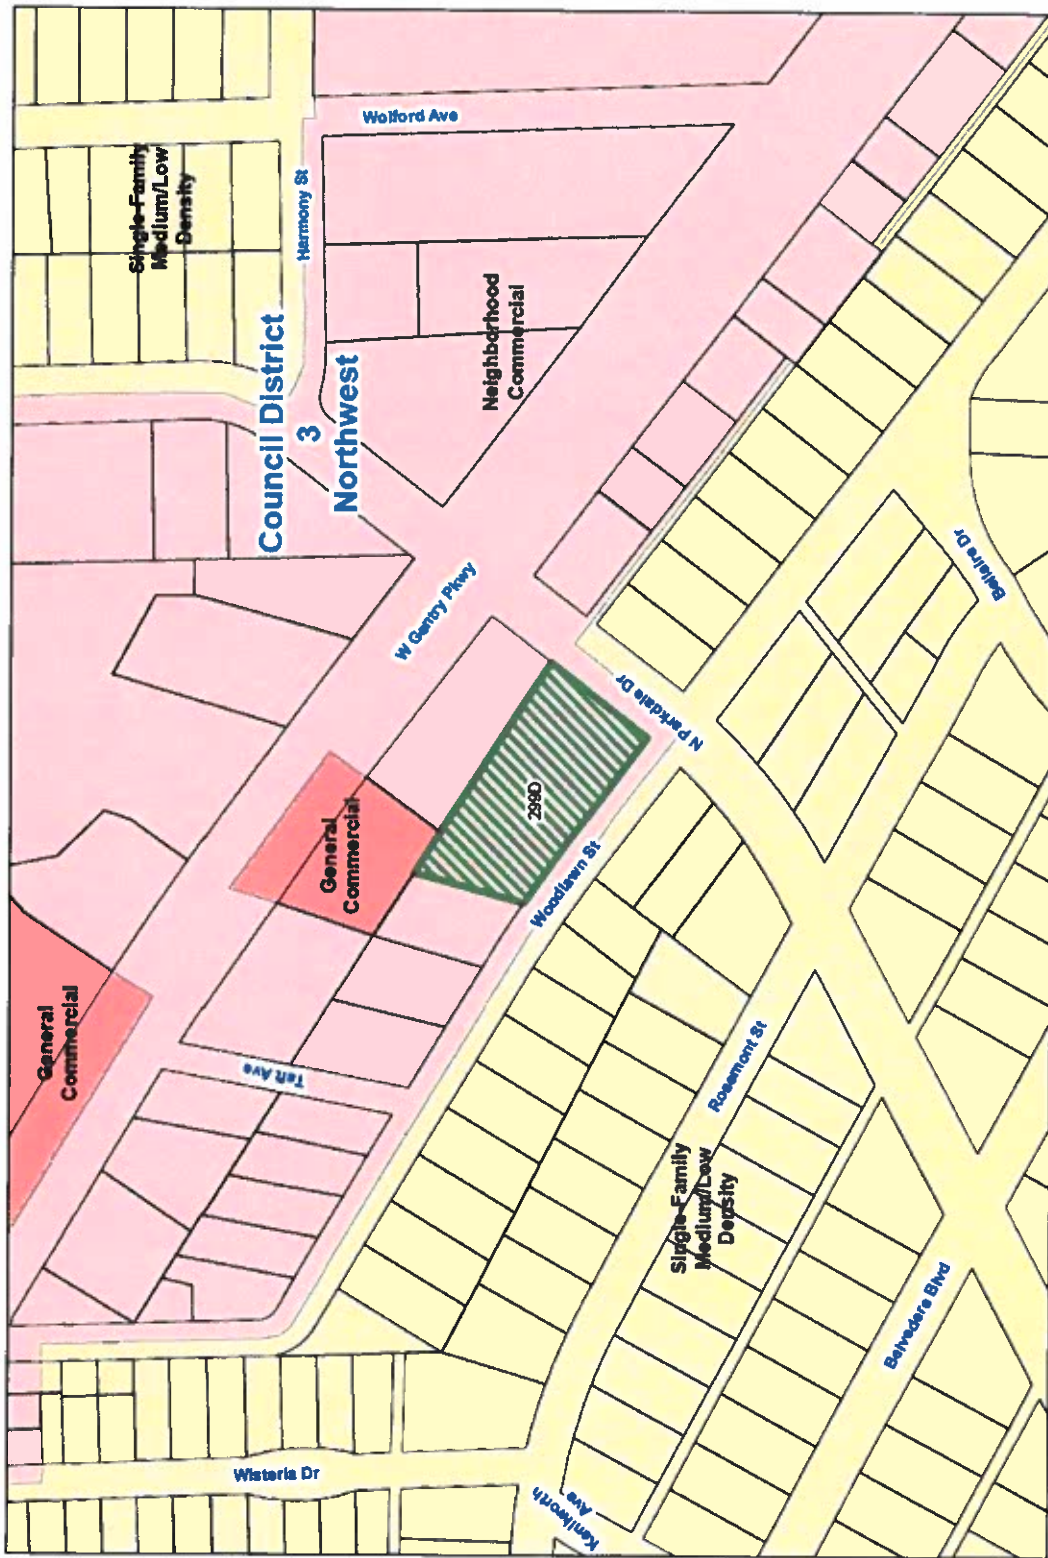 Wolford Ave
Single-Family
Medium/Low
Density
Harmony St
Council District
3
Northwest
Neighborhood
Commercial
W Gentry Pkwy
Bellaire Dr
N Parkdale Dr
299D
General
Commercial
Woodlawn St
General
Commercial
Taft Ave
Rosemont St
Single-Family
Medium/Low
Density
Belvedere Blvd
Wisteria Dr
Kenilworth
Ave